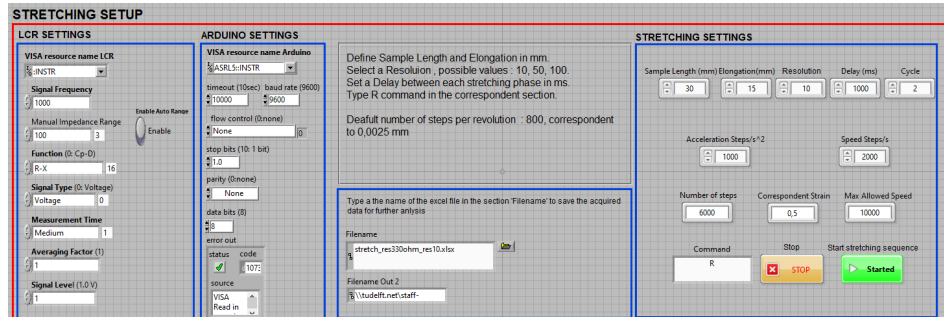 STRETCHING SETUP
LCR SETTINGS
VISA resource name LCR
::INSTR
Signal Frequency
1000
Enable Auto Range
Manual Impedance Range
100 3
Enable
Function (0: Cp-D)
R-X 16
Signal Type (0: Voltage)
Voltage 0
Measurement Time
Medium 1
Averaging Factor (1)
1
Signal Level (1.0 V)
1
ARDUINO SETTINGS
VISA resource name Arduino
ASRL5::INSTR
timeout (10sec) baud rate (9600)
10000 9600
flow control (0:none)
None 0
stop bits (10: 1 bit)
1.0
parity (0:none)
None
data bits (8)
8
error out
status code
1073
source
VISA
Read in
Define Sample Length and Elongation in mm.
Select a Resoluion , possible values : 10, 50, 100.
Set a Delay between each stretching phase in ms.
Type R command in the correspondent section.
Deafult number of steps per revolution : 800, correspondent
to 0,0025 mm
Type a the name of the excel file in the section 'Filename' to save the acquired
data for further anlysis
Filename
stretch_res330ohm_res10.xlsx
Filename Out 2
\\tudelft.net\staff-
STRETCHING SETTINGS
Sample Length (mm) Elongation(mm) Resolution Delay (ms) Cycle
30 15 10 1000 2
Acceleration Steps/s^2 Speed Steps/s
1000 2000
Number of steps Correspondent Strain Max Allowed Speed
6000 0,5 10000
Command Stop Start stretching sequence
R STOP Started